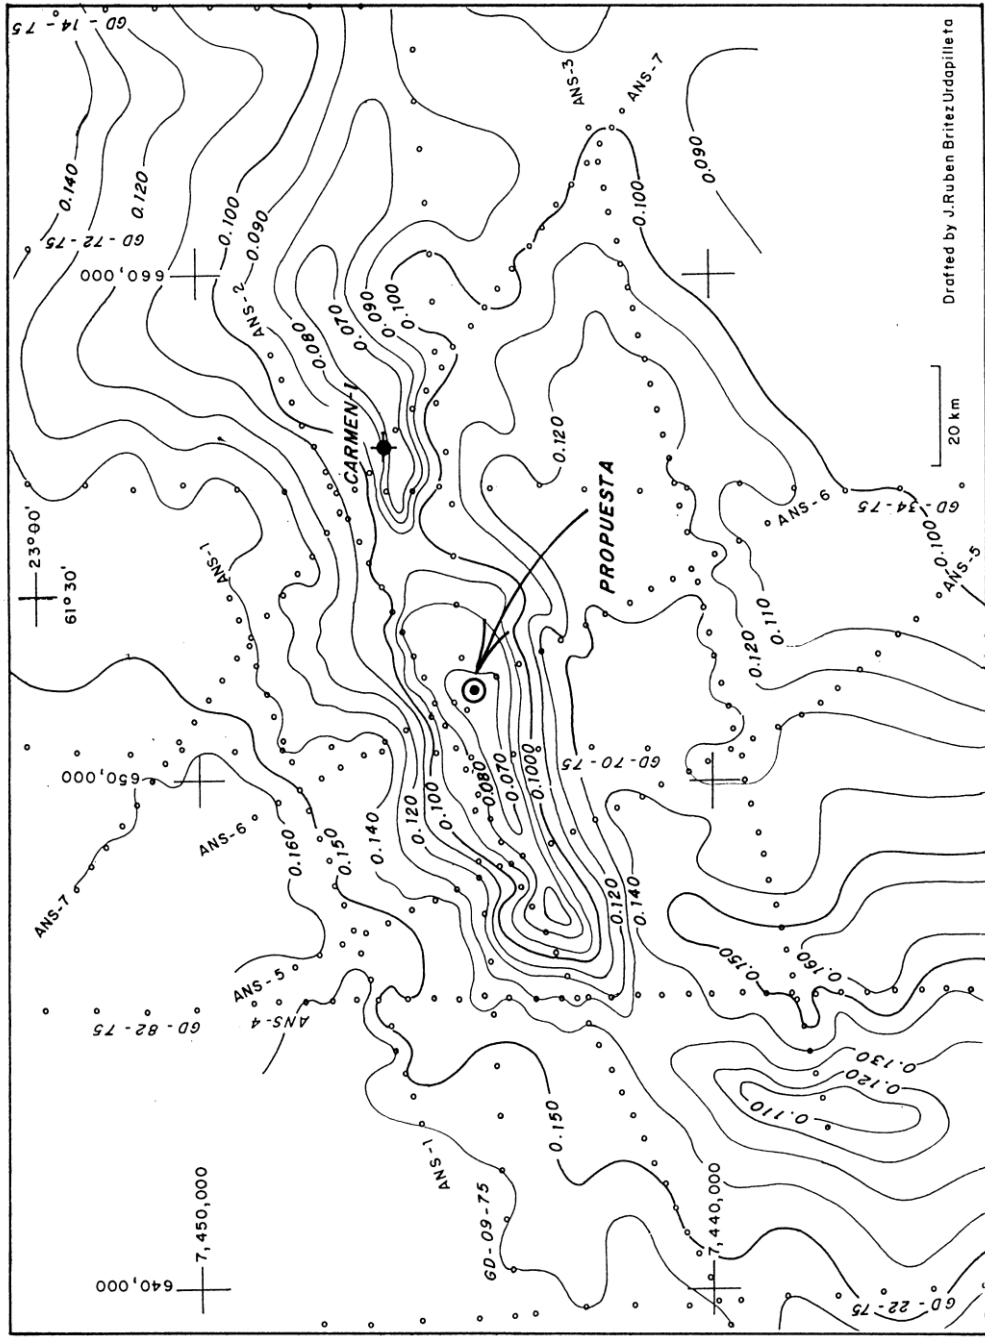 GD-14-75
0.140
0.120
GD-72-75
660,000
0.100
0.090
ANS-2
0.080
0.070
0.090
0.100
0.100
ANS-3
ANS-7
0.090
0.100
Drafted by J.Ruben Britez Urdapilleta
20 km
CARMEN-1
0.120
PROPUESTA
23°00'
61°30'
ANS-1
ANS-6
GD-34-75
0.100
ANS-5
0.110
0.120
650,000
ANS-7
ANS-6
0.160
0.150
0.140
0.120
0.100
0.080
0.070
0.1000
GD-70-75
0.120
0.140
0.150
0.160
ANS-5
ANS-4
GD-82-75
0.130
0.120
0.110
0.150
ANS-1
GD-09-75
640,000
7,450,000
7,440,000
GD-22-75